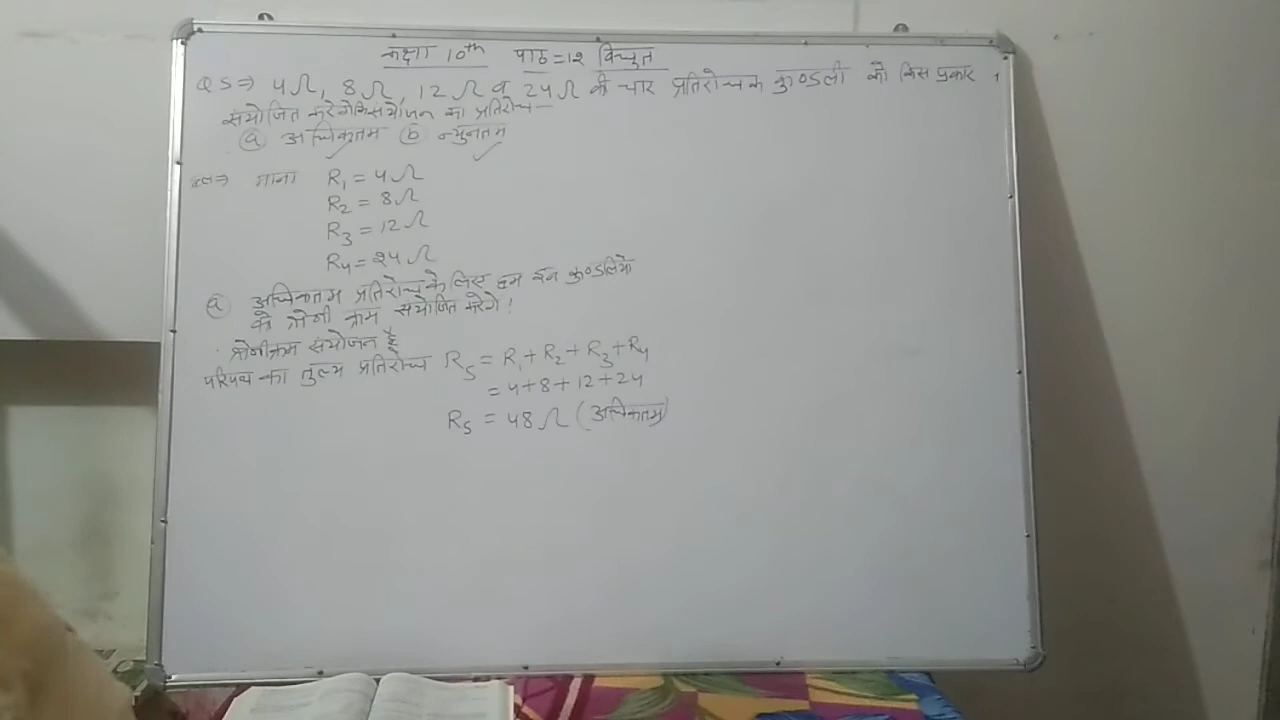 कक्षा 10th पाठ=12 विद्युत
Q5⇒ 4Ω, 8Ω, 12Ω व 24Ω की चार प्रतिरोधक कुण्डली को किस प्रकार
संयोजित करेगेकि संयोजन का प्रतिरोध—
(a) अधिकतम (b) न्युनतम
हल⇒ माना R1 = 4Ω
R2 = 8Ω
R3 = 12Ω
R4 = 24Ω
(a) अधिकतम प्रतिरोध के लिए हम इन कुण्डलियो
को श्रेणी क्रम संयोजित करेगे!
श्रेणीक्रम संयोजन है
परिपथ का तुल्य प्रतिरोध RS = R1 + R2 + R3 + R4
= 4+8+12+24
RS = 48Ω (अधिकतम)